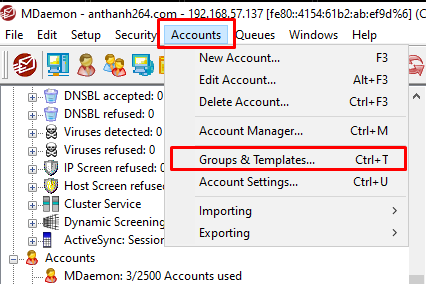 MDaemon - anthanh264.com - 192.168.57.137 [fe80::4154:61b2:ab:ef9d%6] (C
File Edit Setup Security Accounts Queues Windows Help
New Account... F3
Edit Account... Alt+F3
Delete Account... Ctrl+F3
Account Manager... Ctrl+M
Groups & Templates... Ctrl+T
Account Settings... Ctrl+U
Importing
Exporting
DNSBL accepted: 0
DNSBL refused: 0
Viruses detected: 0
Viruses refused: 0
IP Screen refused: 0
Host Screen refused
Cluster Service
Dynamic Screening
ActiveSync: Session
Accounts
MDaemon: 3/2500 Accounts used